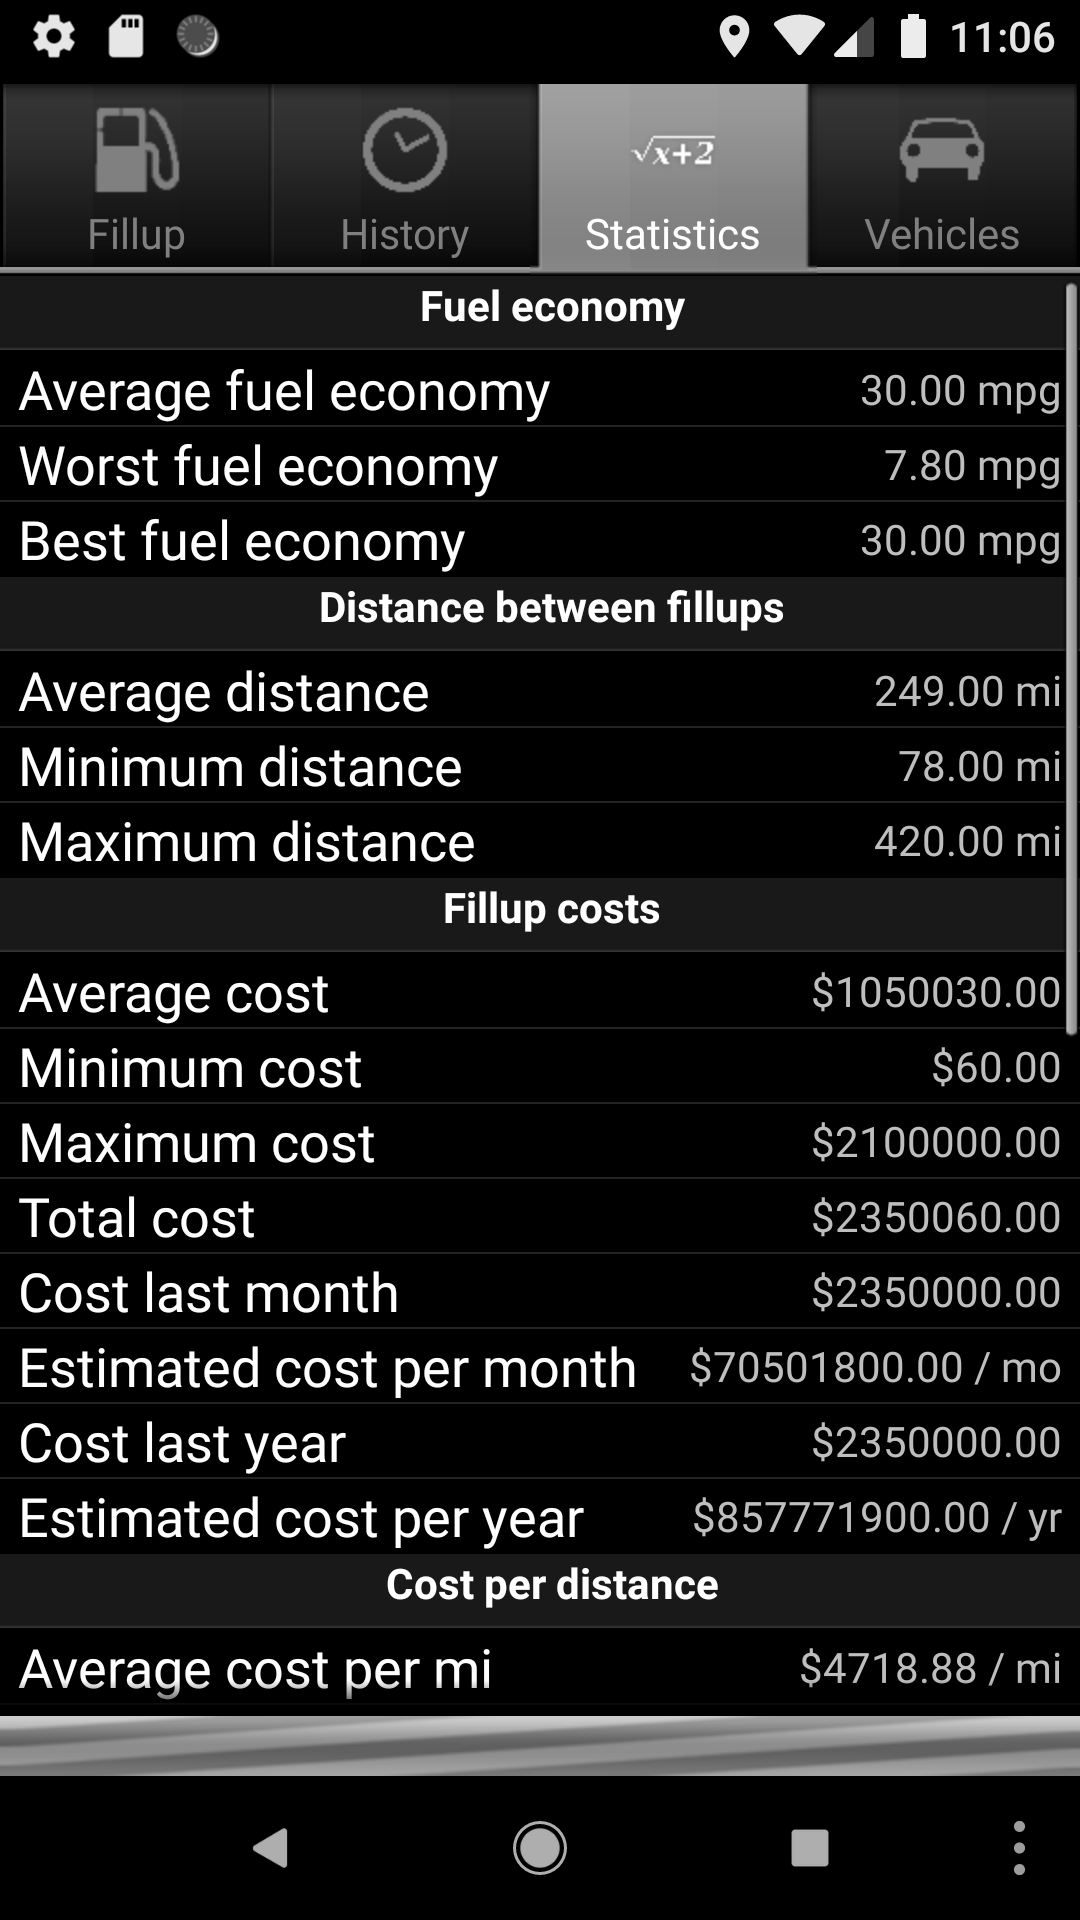 11:06
√x+2
Fillup History Statistics Vehicles
Fuel economy
Average fuel economy 30.00 mpg
Worst fuel economy 7.80 mpg
Best fuel economy 30.00 mpg
Distance between fillups
Average distance 249.00 mi
Minimum distance 78.00 mi
Maximum distance 420.00 mi
Fillup costs
Average cost $1050030.00
Minimum cost $60.00
Maximum cost $2100000.00
Total cost $2350060.00
Cost last month $2350000.00
Estimated cost per month $70501800.00 / mo
Cost last year $2350000.00
Estimated cost per year $857771900.00 / yr
Cost per distance
Average cost per mi $4718.88 / mi